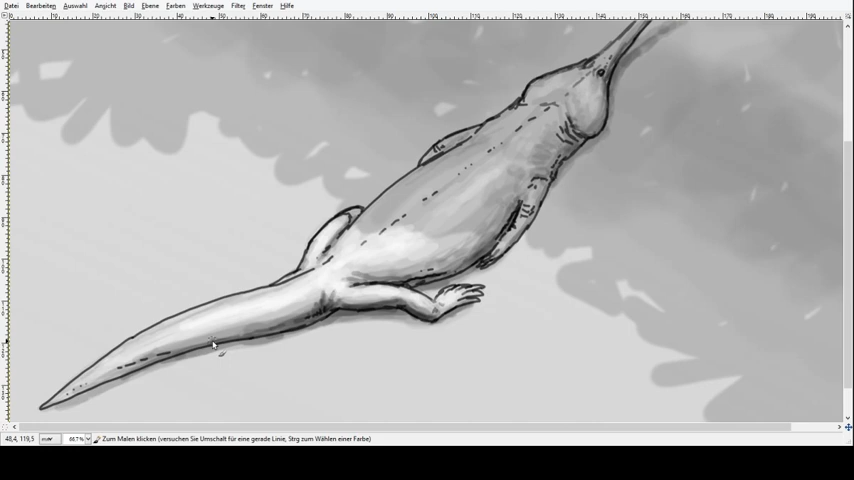 Datei Bearbeiten Auswahl Ansicht Bild Ebene Farben Werkzeuge Filter Fenster Hilfe
48,4, 119,5 mm 66.7% Zum Malen klicken (versuchen Sie Umschalt für eine gerade Linie, Strg zum Wählen einer Farbe)